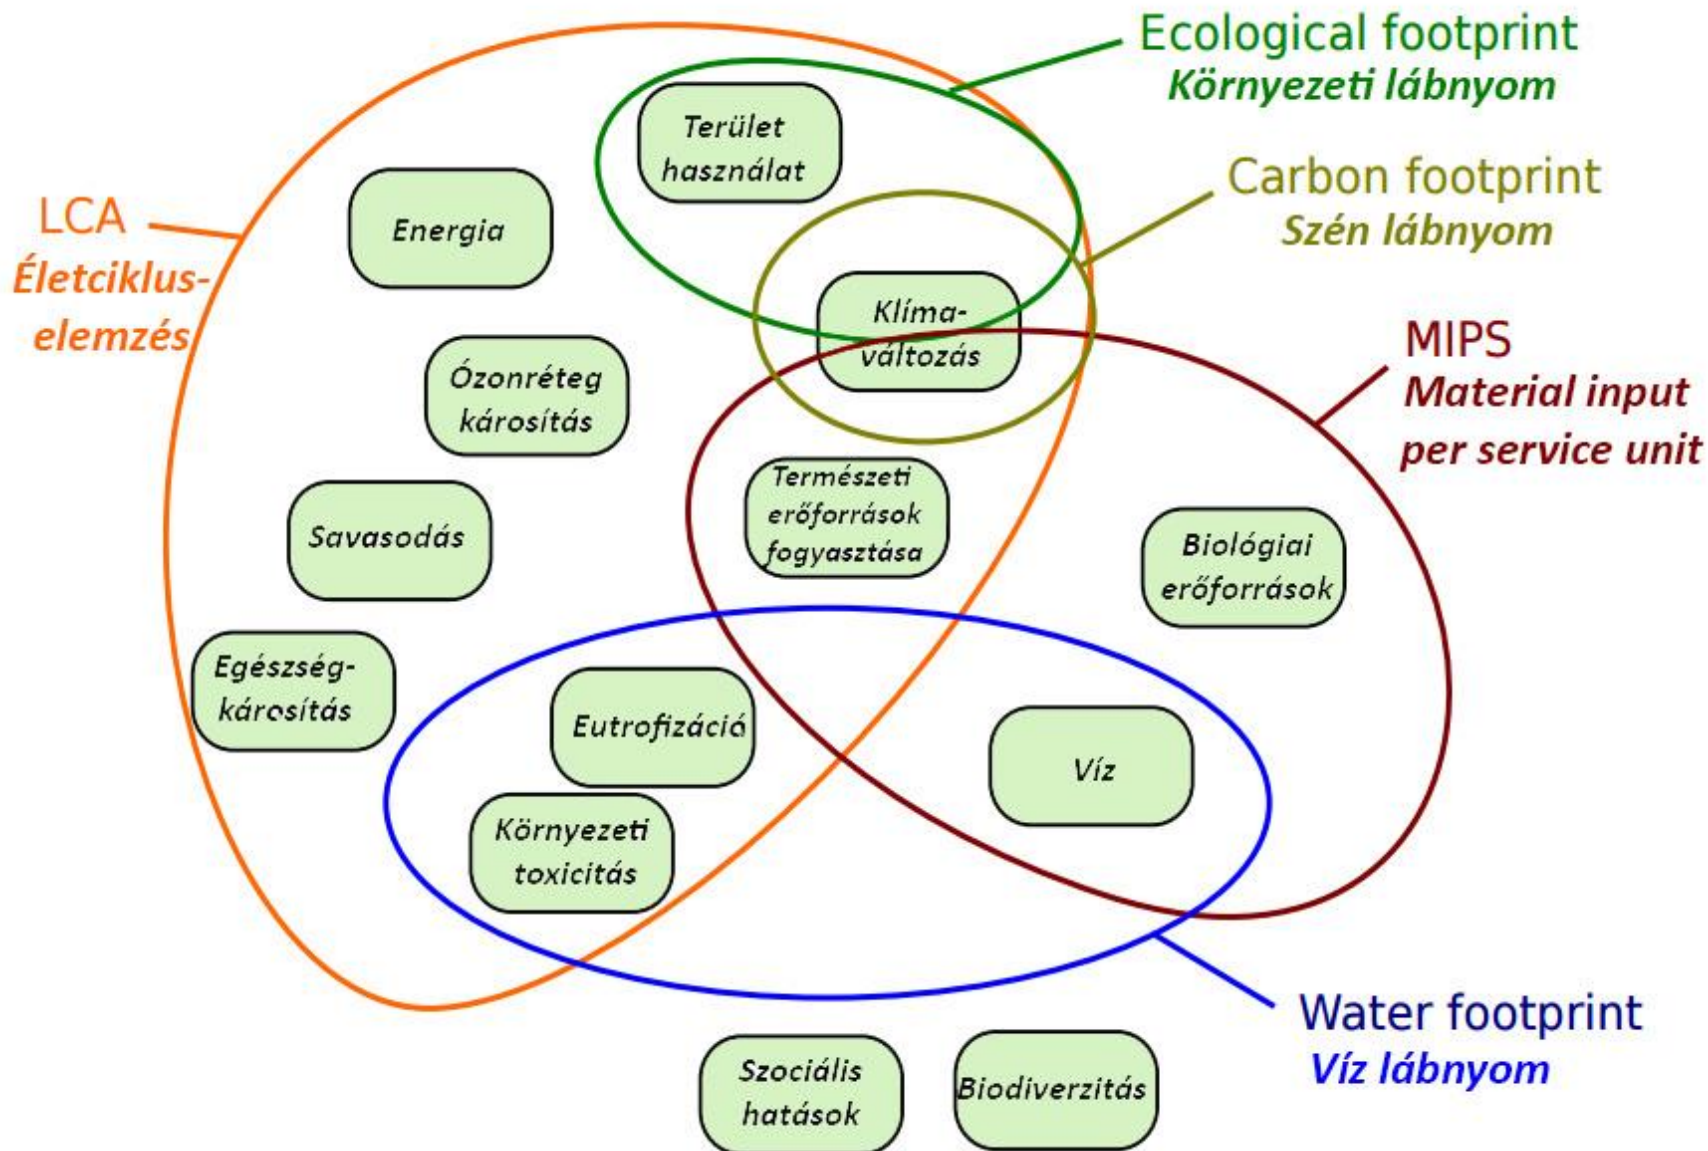 Ecological footprint
Környezeti lábnyom
Terület
használat
Carbon footprint
Szén lábnyom
LCA
Életciklus-
elemzés
Energia
Klíma-
változás
MIPS
Material input
per service unit
Ózonréteg
károsítás
Természeti
erőforrások
fogyasztása
Savasodás
Biológiai
erőforrások
Egészség-
károsítás
Eutrofizáció
Víz
Környezeti
toxicitás
Water footprint
Víz lábnyom
Szociális
hatások
Biodiverzitás